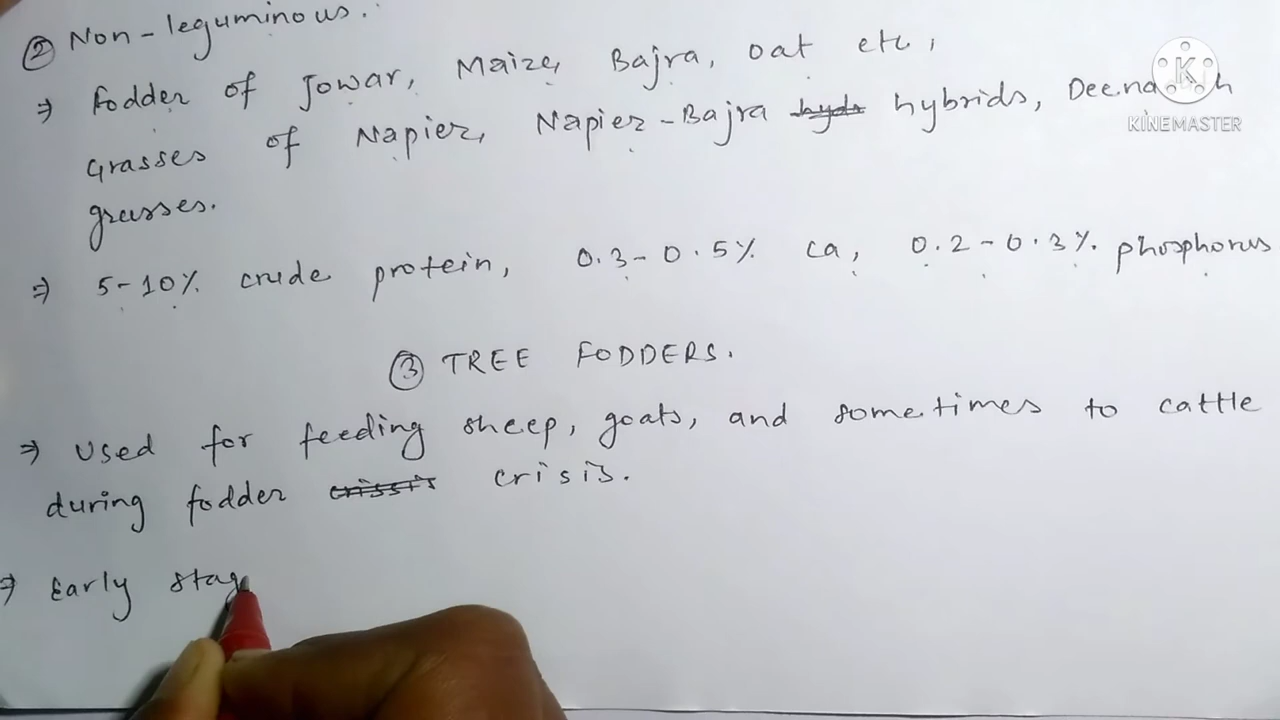 ② Non-leguminous.
⇒ Fodder of Jowar, Maize, Bajra, Oat etc,
Grasses of Napier, Napier-Bajra hybrids,
grasses.
⇒ 5-10% crude protein, 0.3-0.5% ca, 0.2-0.3% phosphorus
③ TREE FODDERS.
⇒ Used for feeding sheep, goats, and sometimes to cattle
during fodder crisis.
⇒ Early stag
K
KINEMASTER